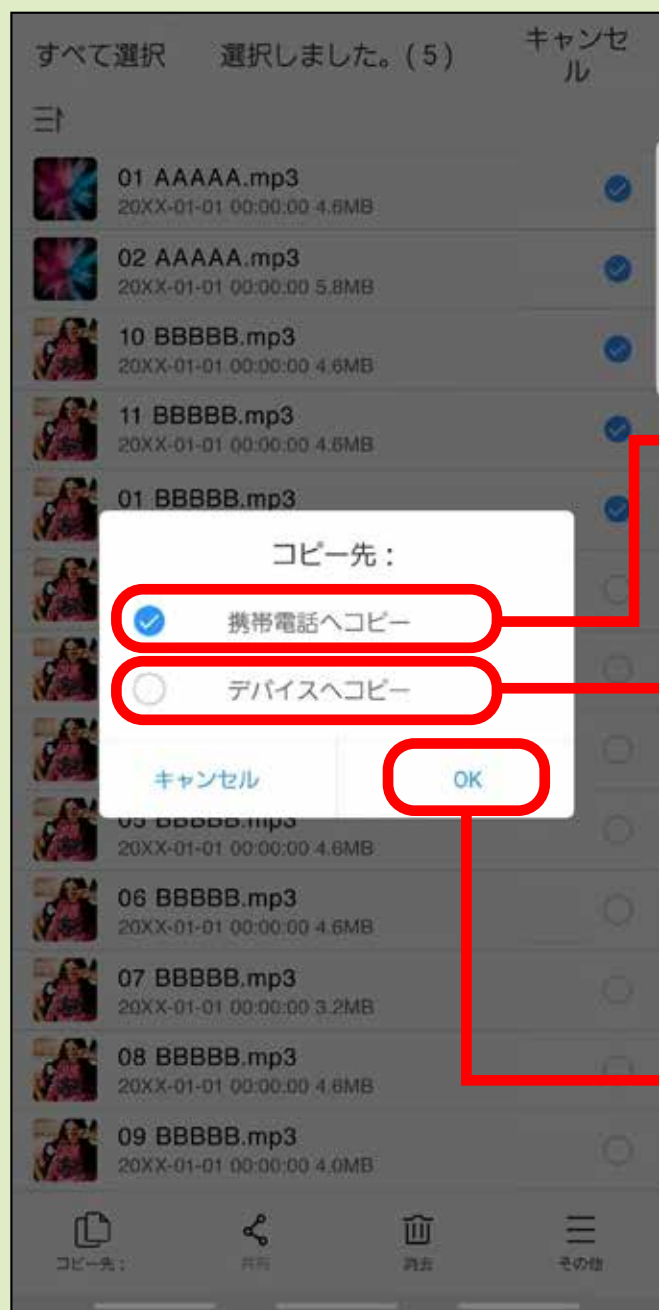 すべて選択 選択しました。(5) キャンセ
ル
01 AAAAA.mp3
20XX-01-01 00:00:00 4.6MB
02 AAAAA.mp3
20XX-01-01 00:00:00 5.8MB
10 BBBBB.mp3
20XX-01-01 00:00:00 4.6MB
11 BBBBB.mp3
20XX-01-01 00:00:00 4.6MB
01 BBBBB.mp3
コピー先：
携帯電話へコピー
デバイスへコピー
キャンセル OK
05 BBBBB.mp3
20XX-01-01 00:00:00 4.6MB
06 BBBBB.mp3
20XX-01-01 00:00:00 4.6MB
07 BBBBB.mp3
20XX-01-01 00:00:00 3.2MB
08 BBBBB.mp3
20XX-01-01 00:00:00 4.6MB
09 BBBBB.mp3
20XX-01-01 00:00:00 4.0MB
コピー先： 共有 消去 その他